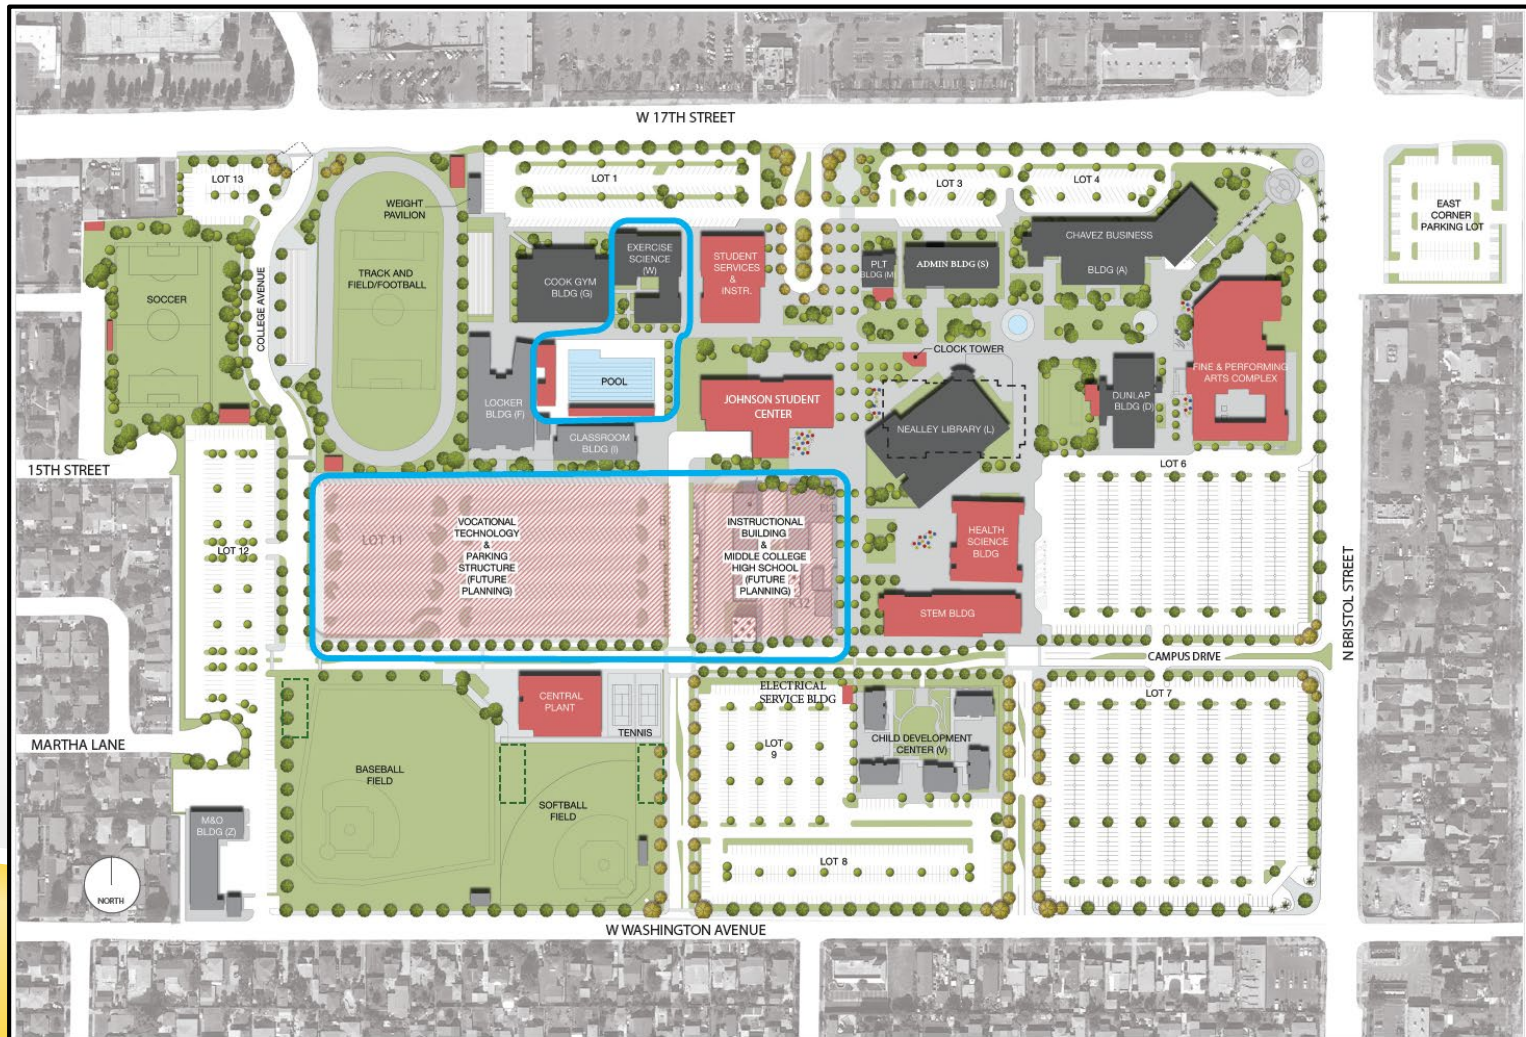 W 17TH STREET
LOT 13
LOT 1
LOT 3
LOT 4
WEIGHT
PAVILION
EAST
CORNER
PARKING LOT
CHAVEZ BUSINESS
BLDG (A)
EXERCISE
SCIENCE (W)
STUDENT
SERVICES
&
INSTR.
PLT
BLDG (M)
ADMIN BLDG (S)
COOK GYM
BLDG (G)
TRACK AND
FIELD/FOOTBALL
SOCCER
COLLEGE AVENUE
CLOCK TOWER
POOL
FINE & PERFORMING
ARTS COMPLEX
JOHNSON STUDENT
CENTER
DUNLAP
BLDG (D)
LOCKER
BLDG (F)
NEALLEY LIBRARY (L)
CLASSROOM
BLDG (I)
15TH STREET
LOT 6
VOCATIONAL
TECHNOLOGY
&
PARKING
STRUCTURE
(FUTURE
PLANNING)
LOT 11
INSTRUCTIONAL
BUILDING
&
MIDDLE COLLEGE
HIGH SCHOOL
(FUTURE
PLANNING)
HEALTH
SCIENCE
BLDG
LOT 12
STEM BLDG
N BRISTOL STREET
CAMPUS DRIVE
ELECTRICAL
SERVICE BLDG
CENTRAL
PLANT
LOT 7
TENNIS
CHILD DEVELOPMENT
CENTER (V)
LOT
9
MARTHA LANE
BASEBALL
FIELD
SOFTBALL
FIELD
M&O
BLDG (Z)
LOT 8
NORTH
W WASHINGTON AVENUE